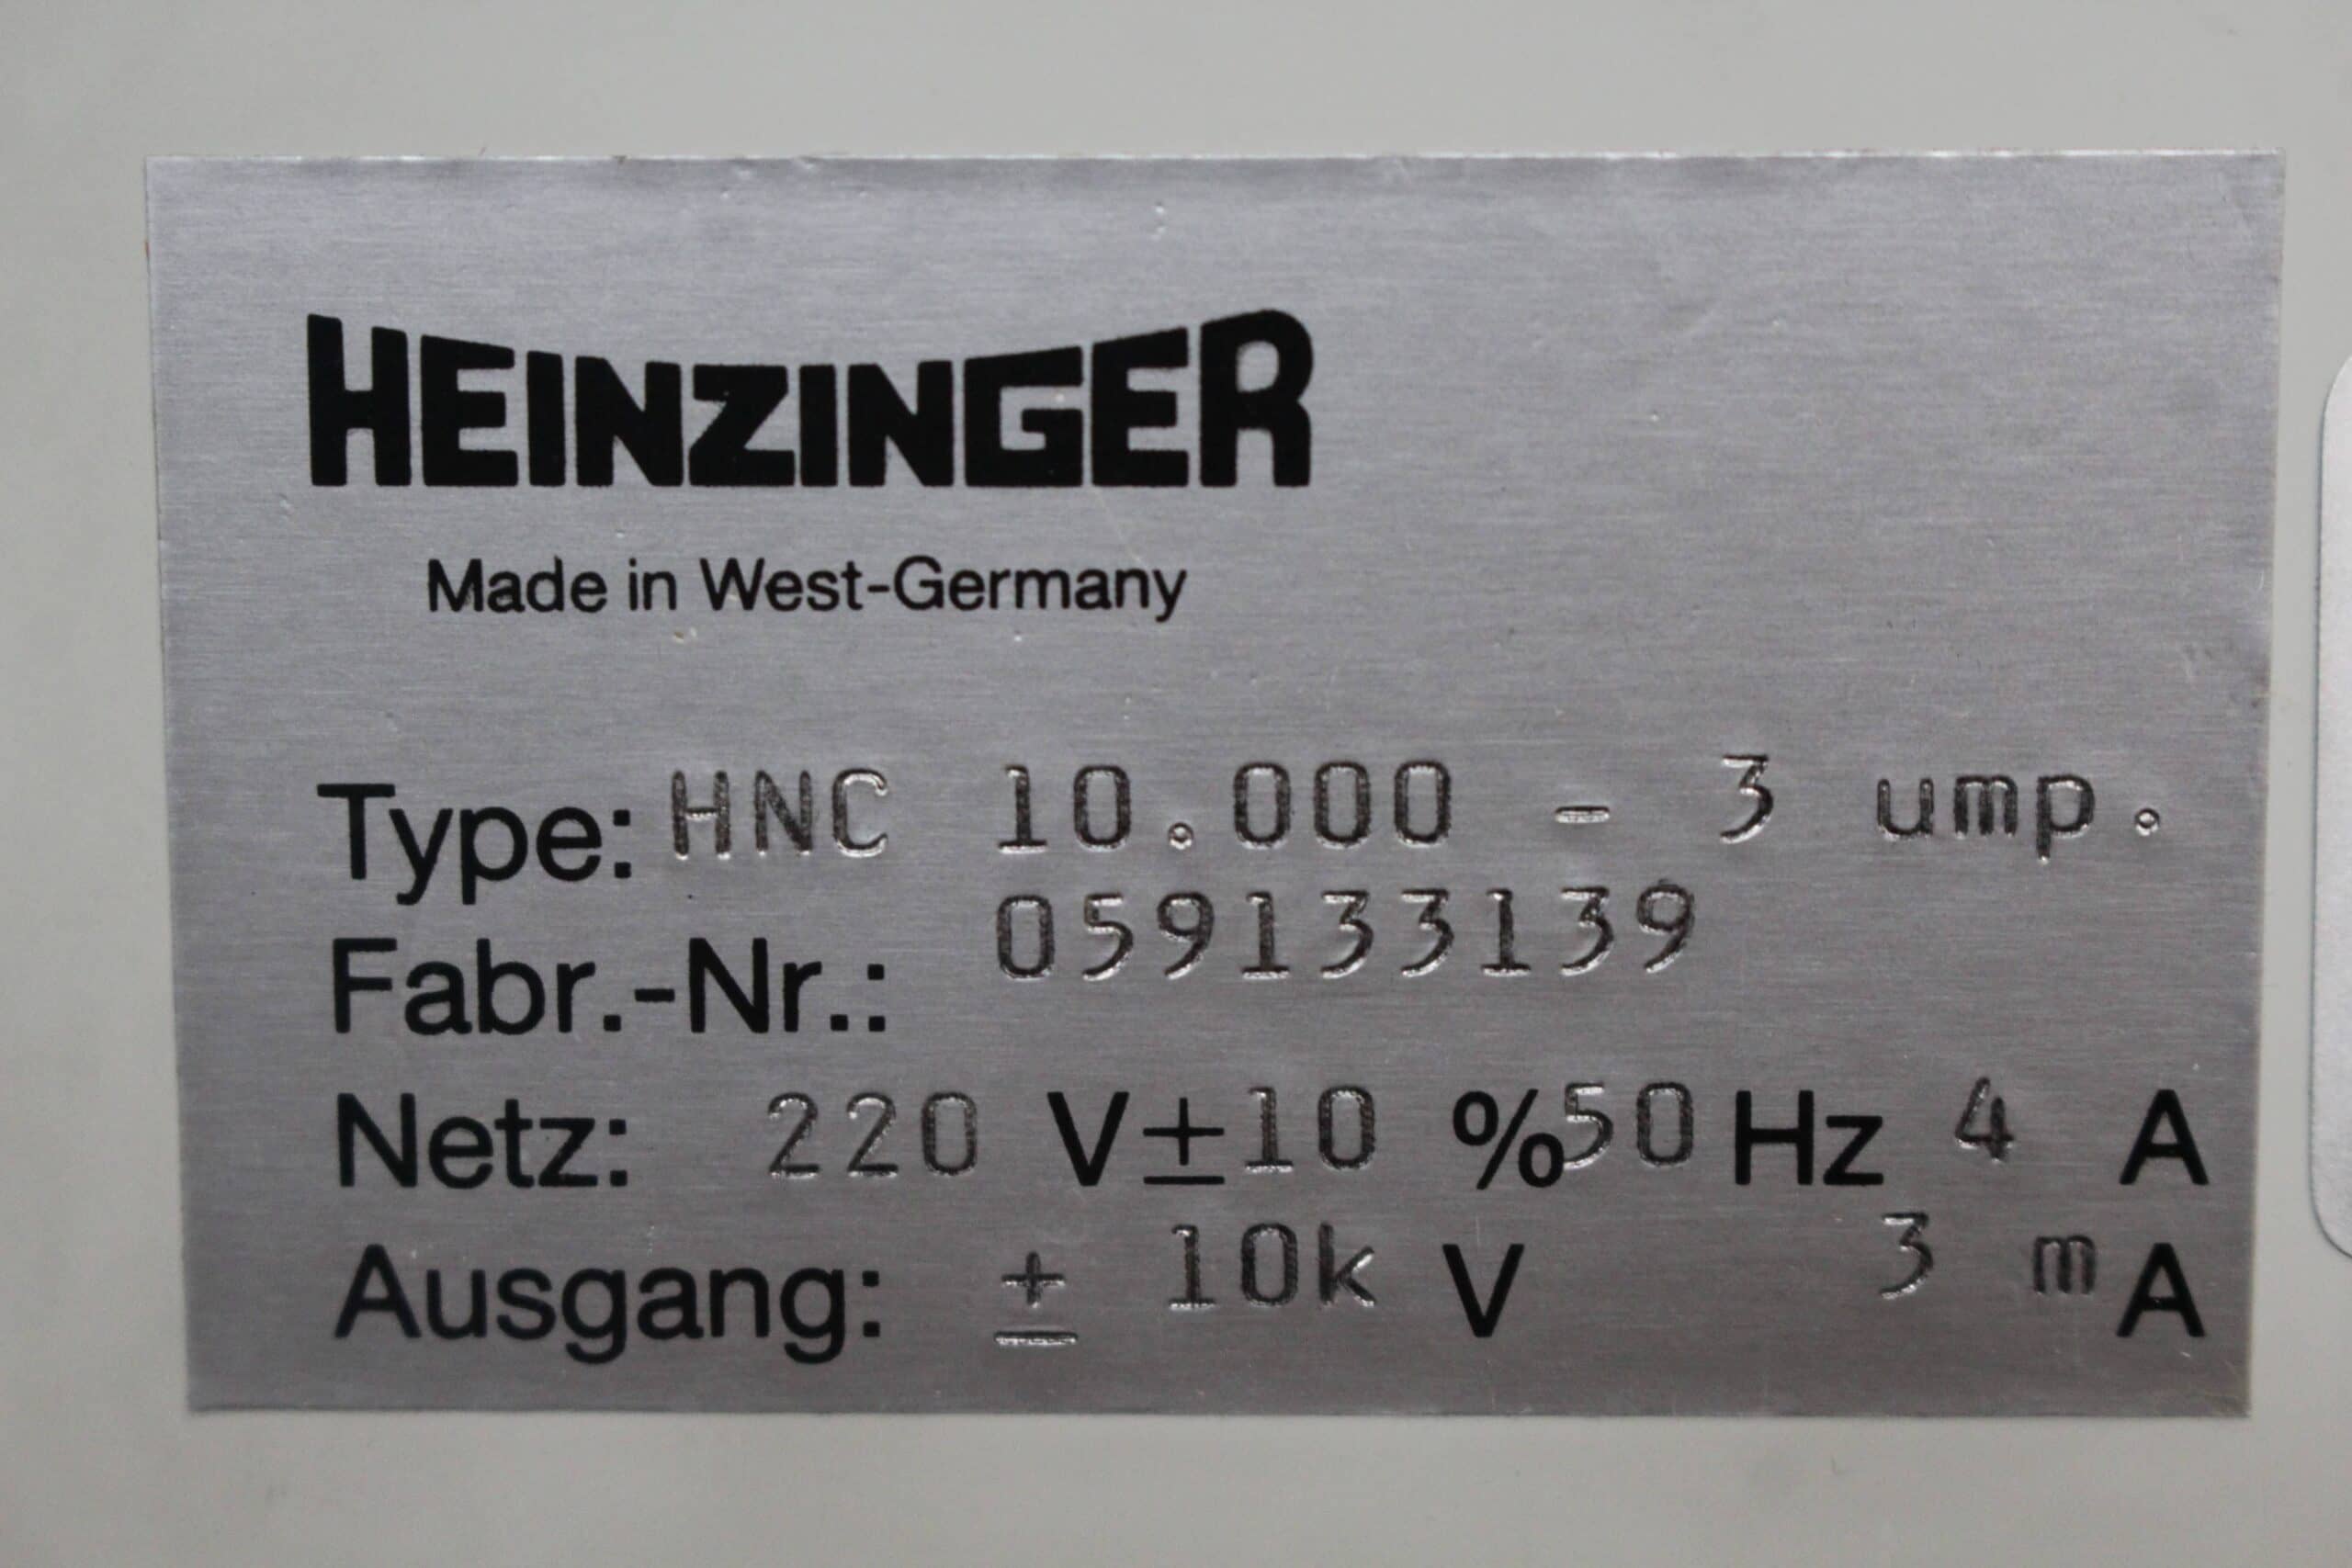 HEINZINGER
Made in West-Germany
Type: HNC 10.000 - 3 ump.
Fabr.-Nr.: 059133139
Netz: 220 V±10 %50 Hz 4 A
Ausgang: ± 10k V 3 m A